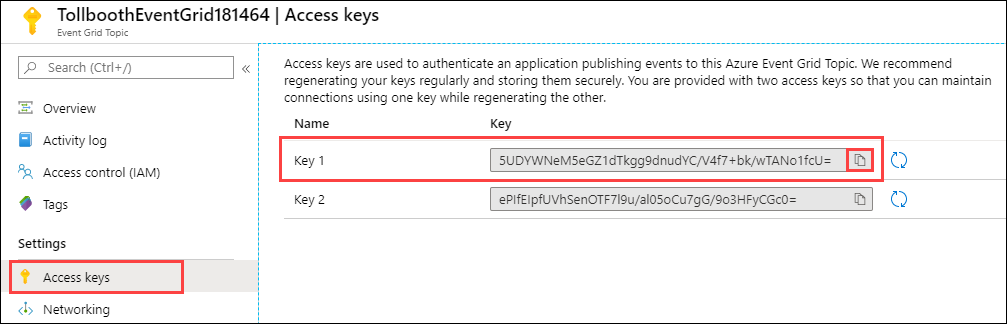 TollboothEventGrid181464 | Access keys
Event Grid Topic
Search (Ctrl+/)
«
Overview
Activity log
Access control (IAM)
Tags
Settings
Access keys
Networking
Access keys are used to authenticate an application publishing events to this Azure Event Grid Topic. We recommend
regenerating your keys regularly and storing them securely. You are provided with two access keys so that you can maintain
connections using one key while regenerating the other.
Name Key
Key 1 5UDYWNeM5eGZ1dTkgg9dnudYC/V4f7+bk/wTANo1fcU=
Key 2 ePIfEIpfUVhSenOTF7l9u/al05oCu7gG/9o3HFyCGc0=